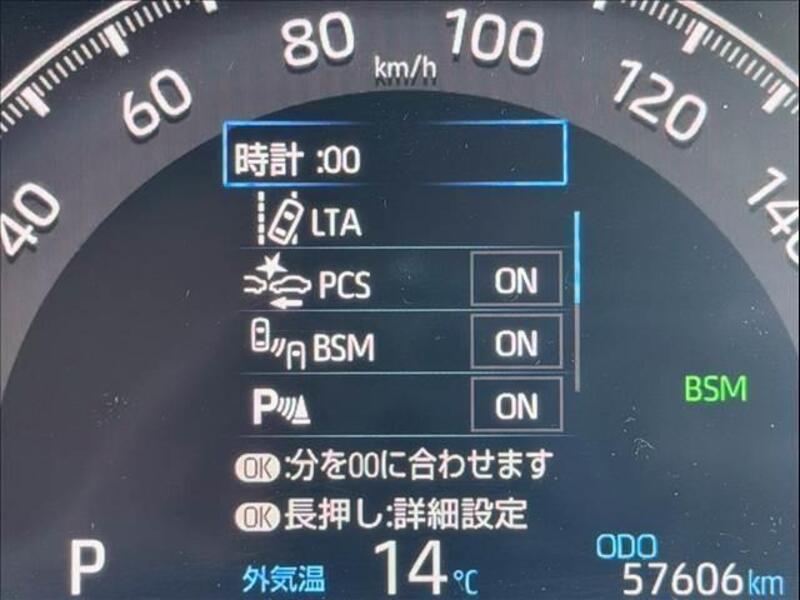 80
100
km/h
60
120
40
140
時計 :00
LTA
PCS ON
BSM ON
BSM
P ON
OK :分を00に合わせます
OK 長押し:詳細設定
P
外気温 14℃
ODO
57606km